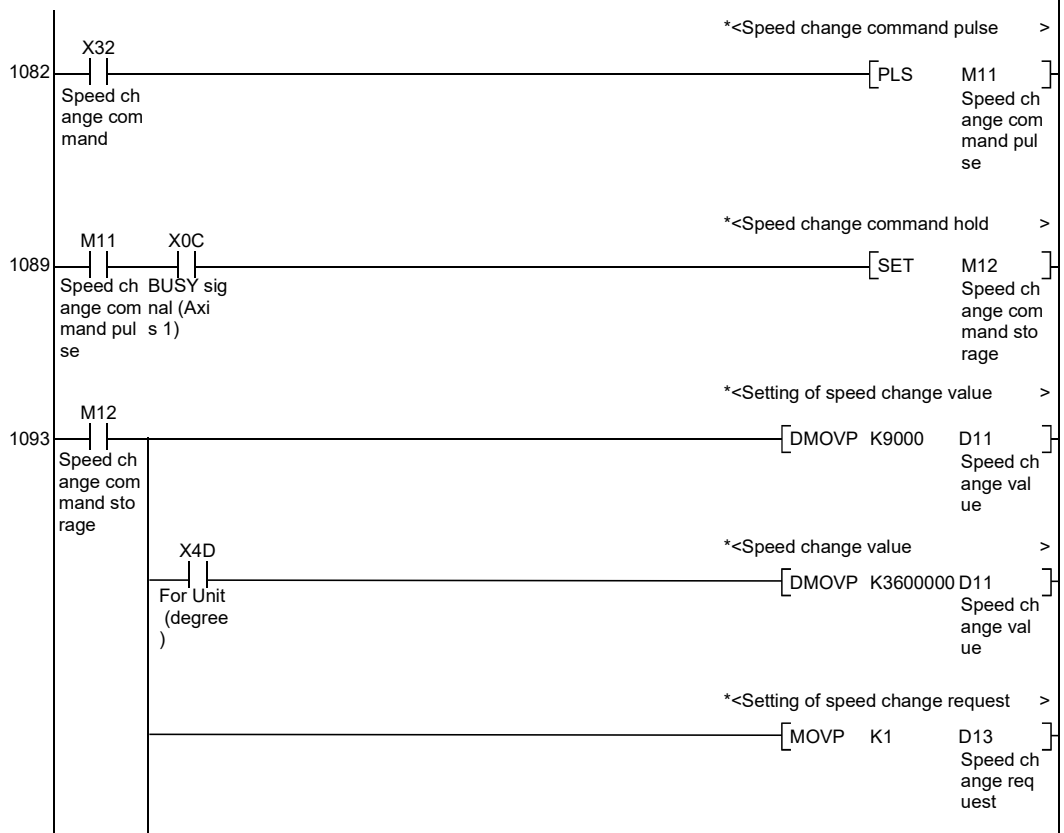 *<Speed change command pulse >
X32
1082
PLS M11
Speed ch
ange com
mand
Speed ch
ange com
mand pul
se
*<Speed change command hold >
M11 X0C
1089
SET M12
Speed ch
ange com
mand pul
se
BUSY sig
nal (Axi
s 1)
Speed ch
ange com
mand sto
rage
*<Setting of speed change value >
M12
1093
DMOVP K9000 D11
Speed ch
ange com
mand sto
rage
Speed ch
ange val
ue
*<Speed change value >
X4D
DMOVP K3600000 D11
For Unit
(degree
)
Speed ch
ange val
ue
*<Setting of speed change request >
MOVP K1 D13
Speed ch
ange req
uest